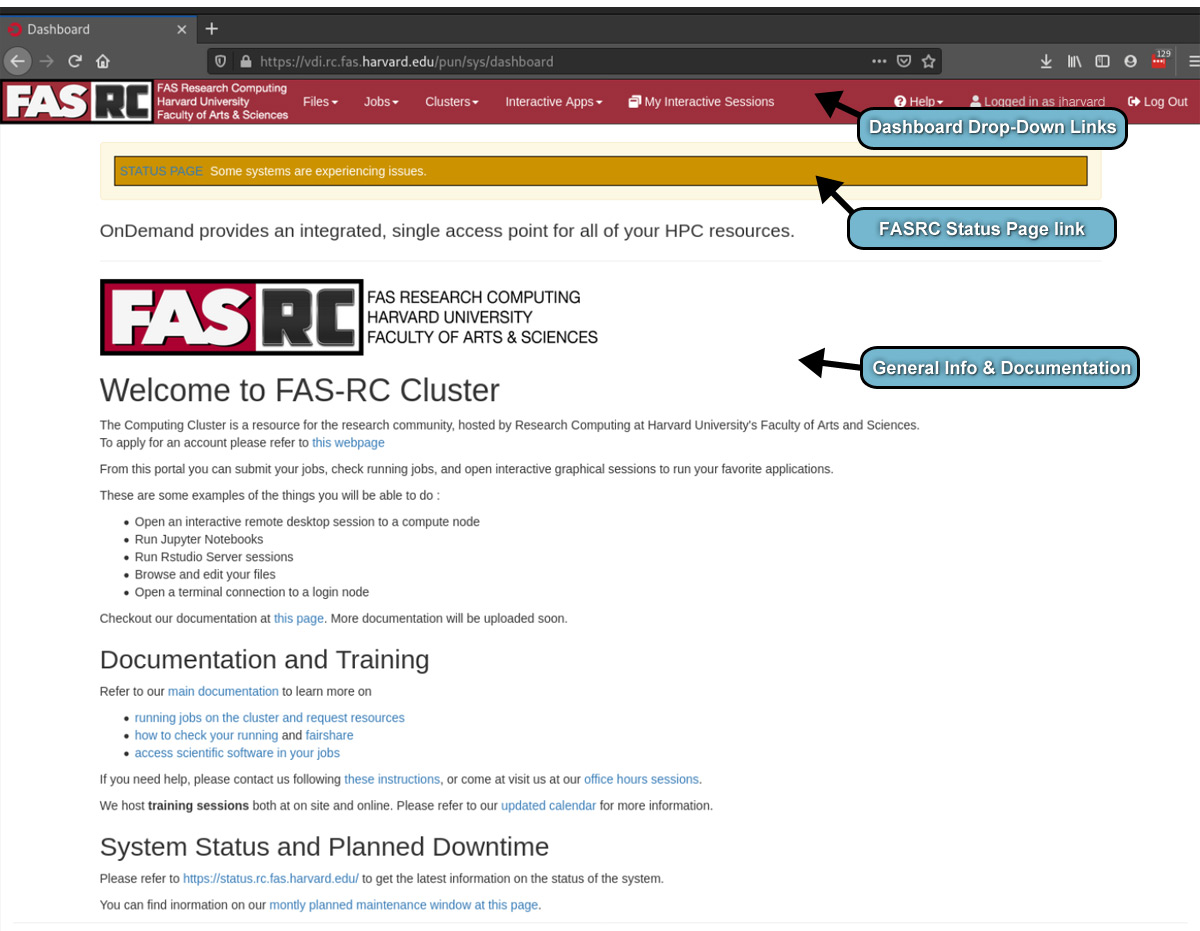 Dashboard
https://vdi.rc.fas.harvard.edu/pun/sys/dashboard
129
FAS RC
FAS Research Computing
Harvard University
Faculty of Arts & Sciences
Files
Jobs
Clusters
Interactive Apps
My Interactive Sessions
Help
Logged in as jharvard
Log Out
Dashboard Drop-Down Links
STATUS PAGE Some systems are experiencing issues.
FASRC Status Page link
OnDemand provides an integrated, single access point for all of your HPC resources.
FAS RC
FAS RESEARCH COMPUTING
HARVARD UNIVERSITY
FACULTY OF ARTS & SCIENCES
General Info & Documentation
Welcome to FAS-RC Cluster
The Computing Cluster is a resource for the research community, hosted by Research Computing at Harvard University's Faculty of Arts and Sciences.
To apply for an account please refer to this webpage
From this portal you can submit your jobs, check running jobs, and open interactive graphical sessions to run your favorite applications.
These are some examples of the things you will be able to do :
Open an interactive remote desktop session to a compute node
Run Jupyter Notebooks
Run Rstudio Server sessions
Browse and edit your files
Open a terminal connection to a login node
Checkout our documentation at this page. More documentation will be uploaded soon.
Documentation and Training
Refer to our main documentation to learn more on
running jobs on the cluster and request resources
how to check your running and fairshare
access scientific software in your jobs
If you need help, please contact us following these instructions, or come at visit us at our office hours sessions.
We host training sessions both at on site and online. Please refer to our updated calendar for more information.
System Status and Planned Downtime
Please refer to https://status.rc.fas.harvard.edu/ to get the latest information on the status of the system.
You can find inormation on our montly planned maintenance window at this page.